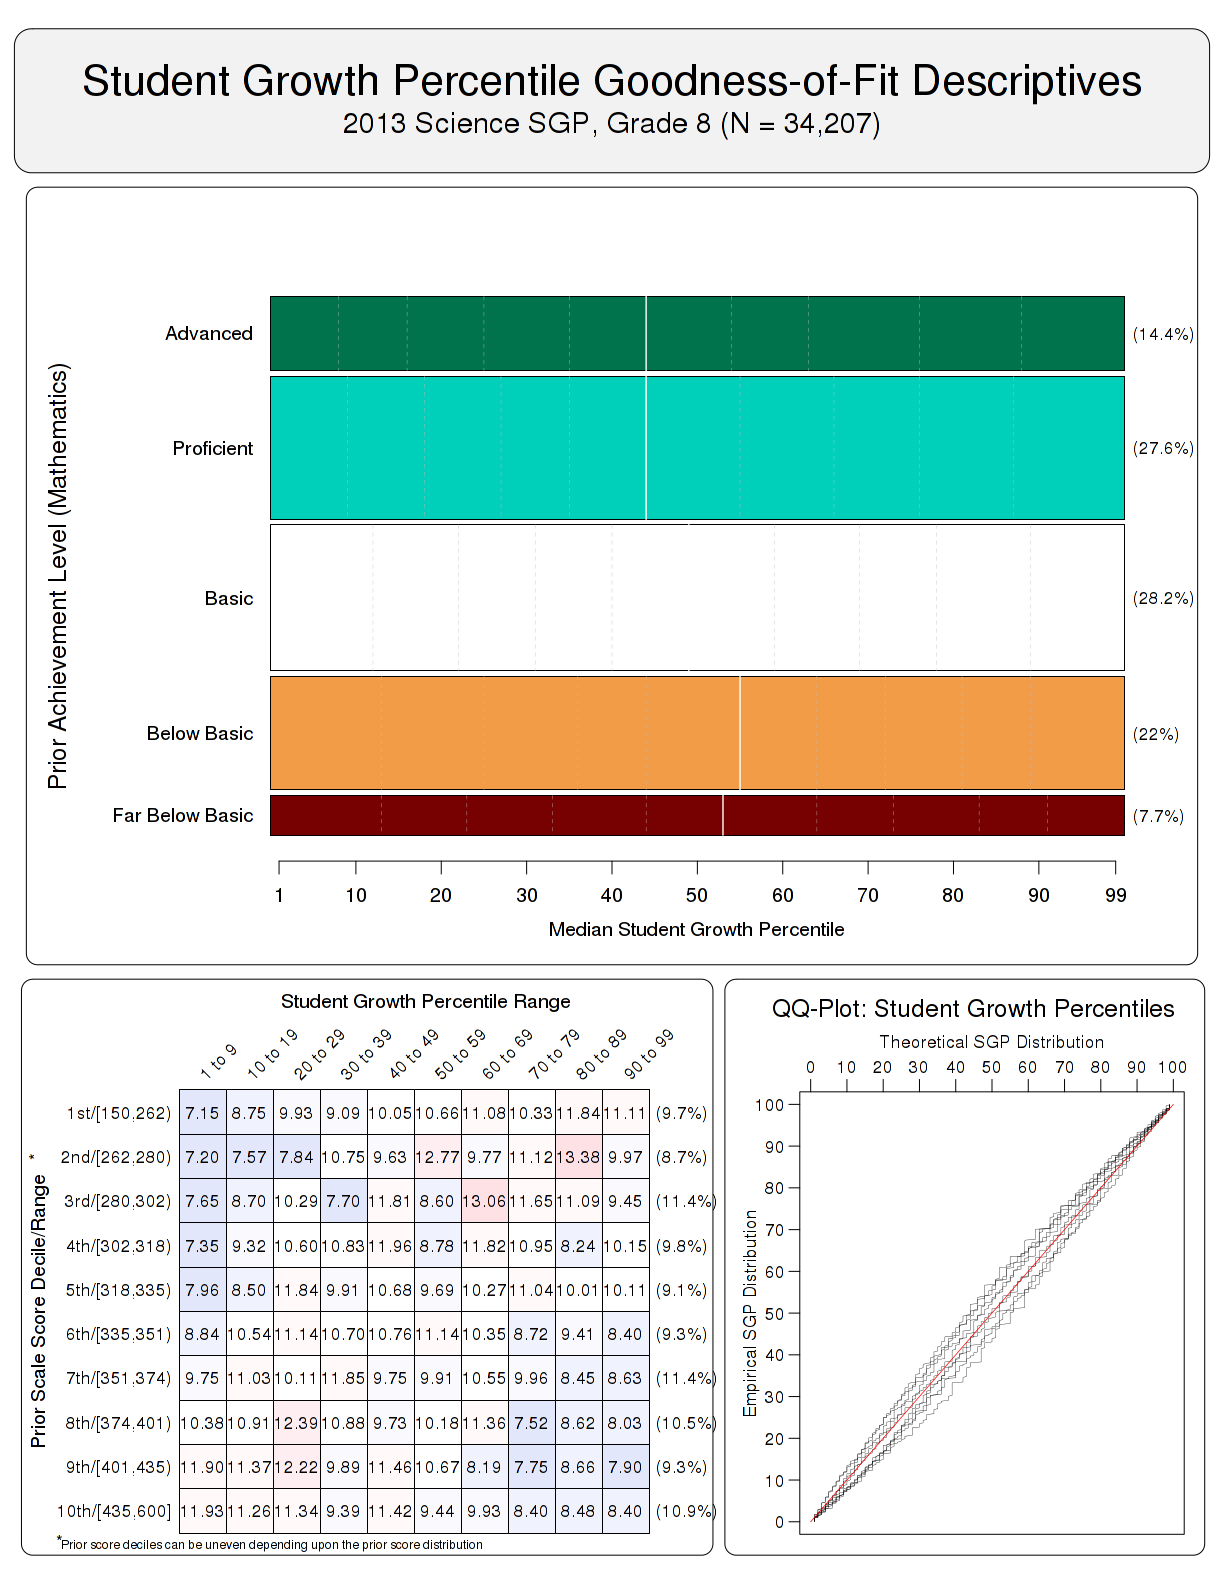 Student Growth Percentile Goodness-of-Fit Descriptives
2013 Science SGP, Grade 8 (N = 34,207)
Prior Achievement Level (Mathematics)
Advanced (14.4%)
Proficient (27.6%)
Basic (28.2%)
Below Basic (22%)
Far Below Basic (7.7%)
1 10 20 30 40 50 60 70 80 90 99
Median Student Growth Percentile
Student Growth Percentile Range
1 to 9 10 to 19 20 to 29 30 to 39 40 to 49 50 to 59 60 to 69 70 to 79 80 to 89 90 to 99
Prior Scale Score Decile/Range *
1st/[150,262) 7.15 8.75 9.93 9.09 10.05 10.66 11.08 10.33 11.84 11.11 (9.7%)
2nd/[262,280) 7.20 7.57 7.84 10.75 9.63 12.77 9.77 11.12 13.38 9.97 (8.7%)
3rd/[280,302) 7.65 8.70 10.29 7.70 11.81 8.60 13.06 11.65 11.09 9.45 (11.4%)
4th/[302,318) 7.35 9.32 10.60 10.83 11.96 8.78 11.82 10.95 8.24 10.15 (9.8%)
5th/[318,335) 7.96 8.50 11.84 9.91 10.68 9.69 10.27 11.04 10.01 10.11 (9.1%)
6th/[335,351) 8.84 10.54 11.14 10.70 10.76 11.14 10.35 8.72 9.41 8.40 (9.3%)
7th/[351,374) 9.75 11.03 10.11 11.85 9.75 9.91 10.55 9.96 8.45 8.63 (11.4%)
8th/[374,401) 10.38 10.91 12.39 10.88 9.73 10.18 11.36 7.52 8.62 8.03 (10.5%)
9th/[401,435) 11.90 11.37 12.22 9.89 11.46 10.67 8.19 7.75 8.66 7.90 (9.3%)
10th/[435,600] 11.93 11.26 11.34 9.39 11.42 9.44 9.93 8.40 8.48 8.40 (10.9%)
*Prior score deciles can be uneven depending upon the prior score distribution
QQ-Plot: Student Growth Percentiles
Theoretical SGP Distribution
0 10 20 30 40 50 60 70 80 90 100
Empirical SGP Distribution
100
90
80
70
60
50
40
30
20
10
0